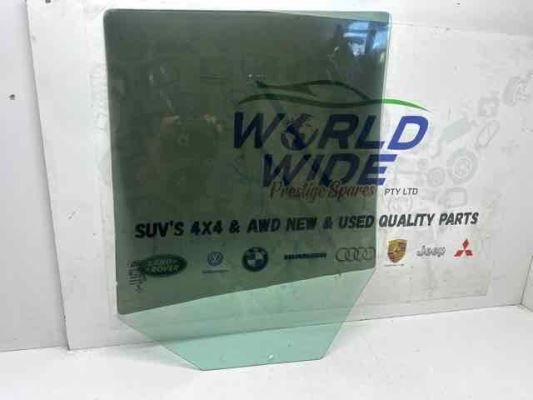 WORLD
WIDE
Prestige Spares PTY LTD
SUV'S 4X4 & AWD NEW & USED QUALITY PARTS
LAND ROVER
Jeep